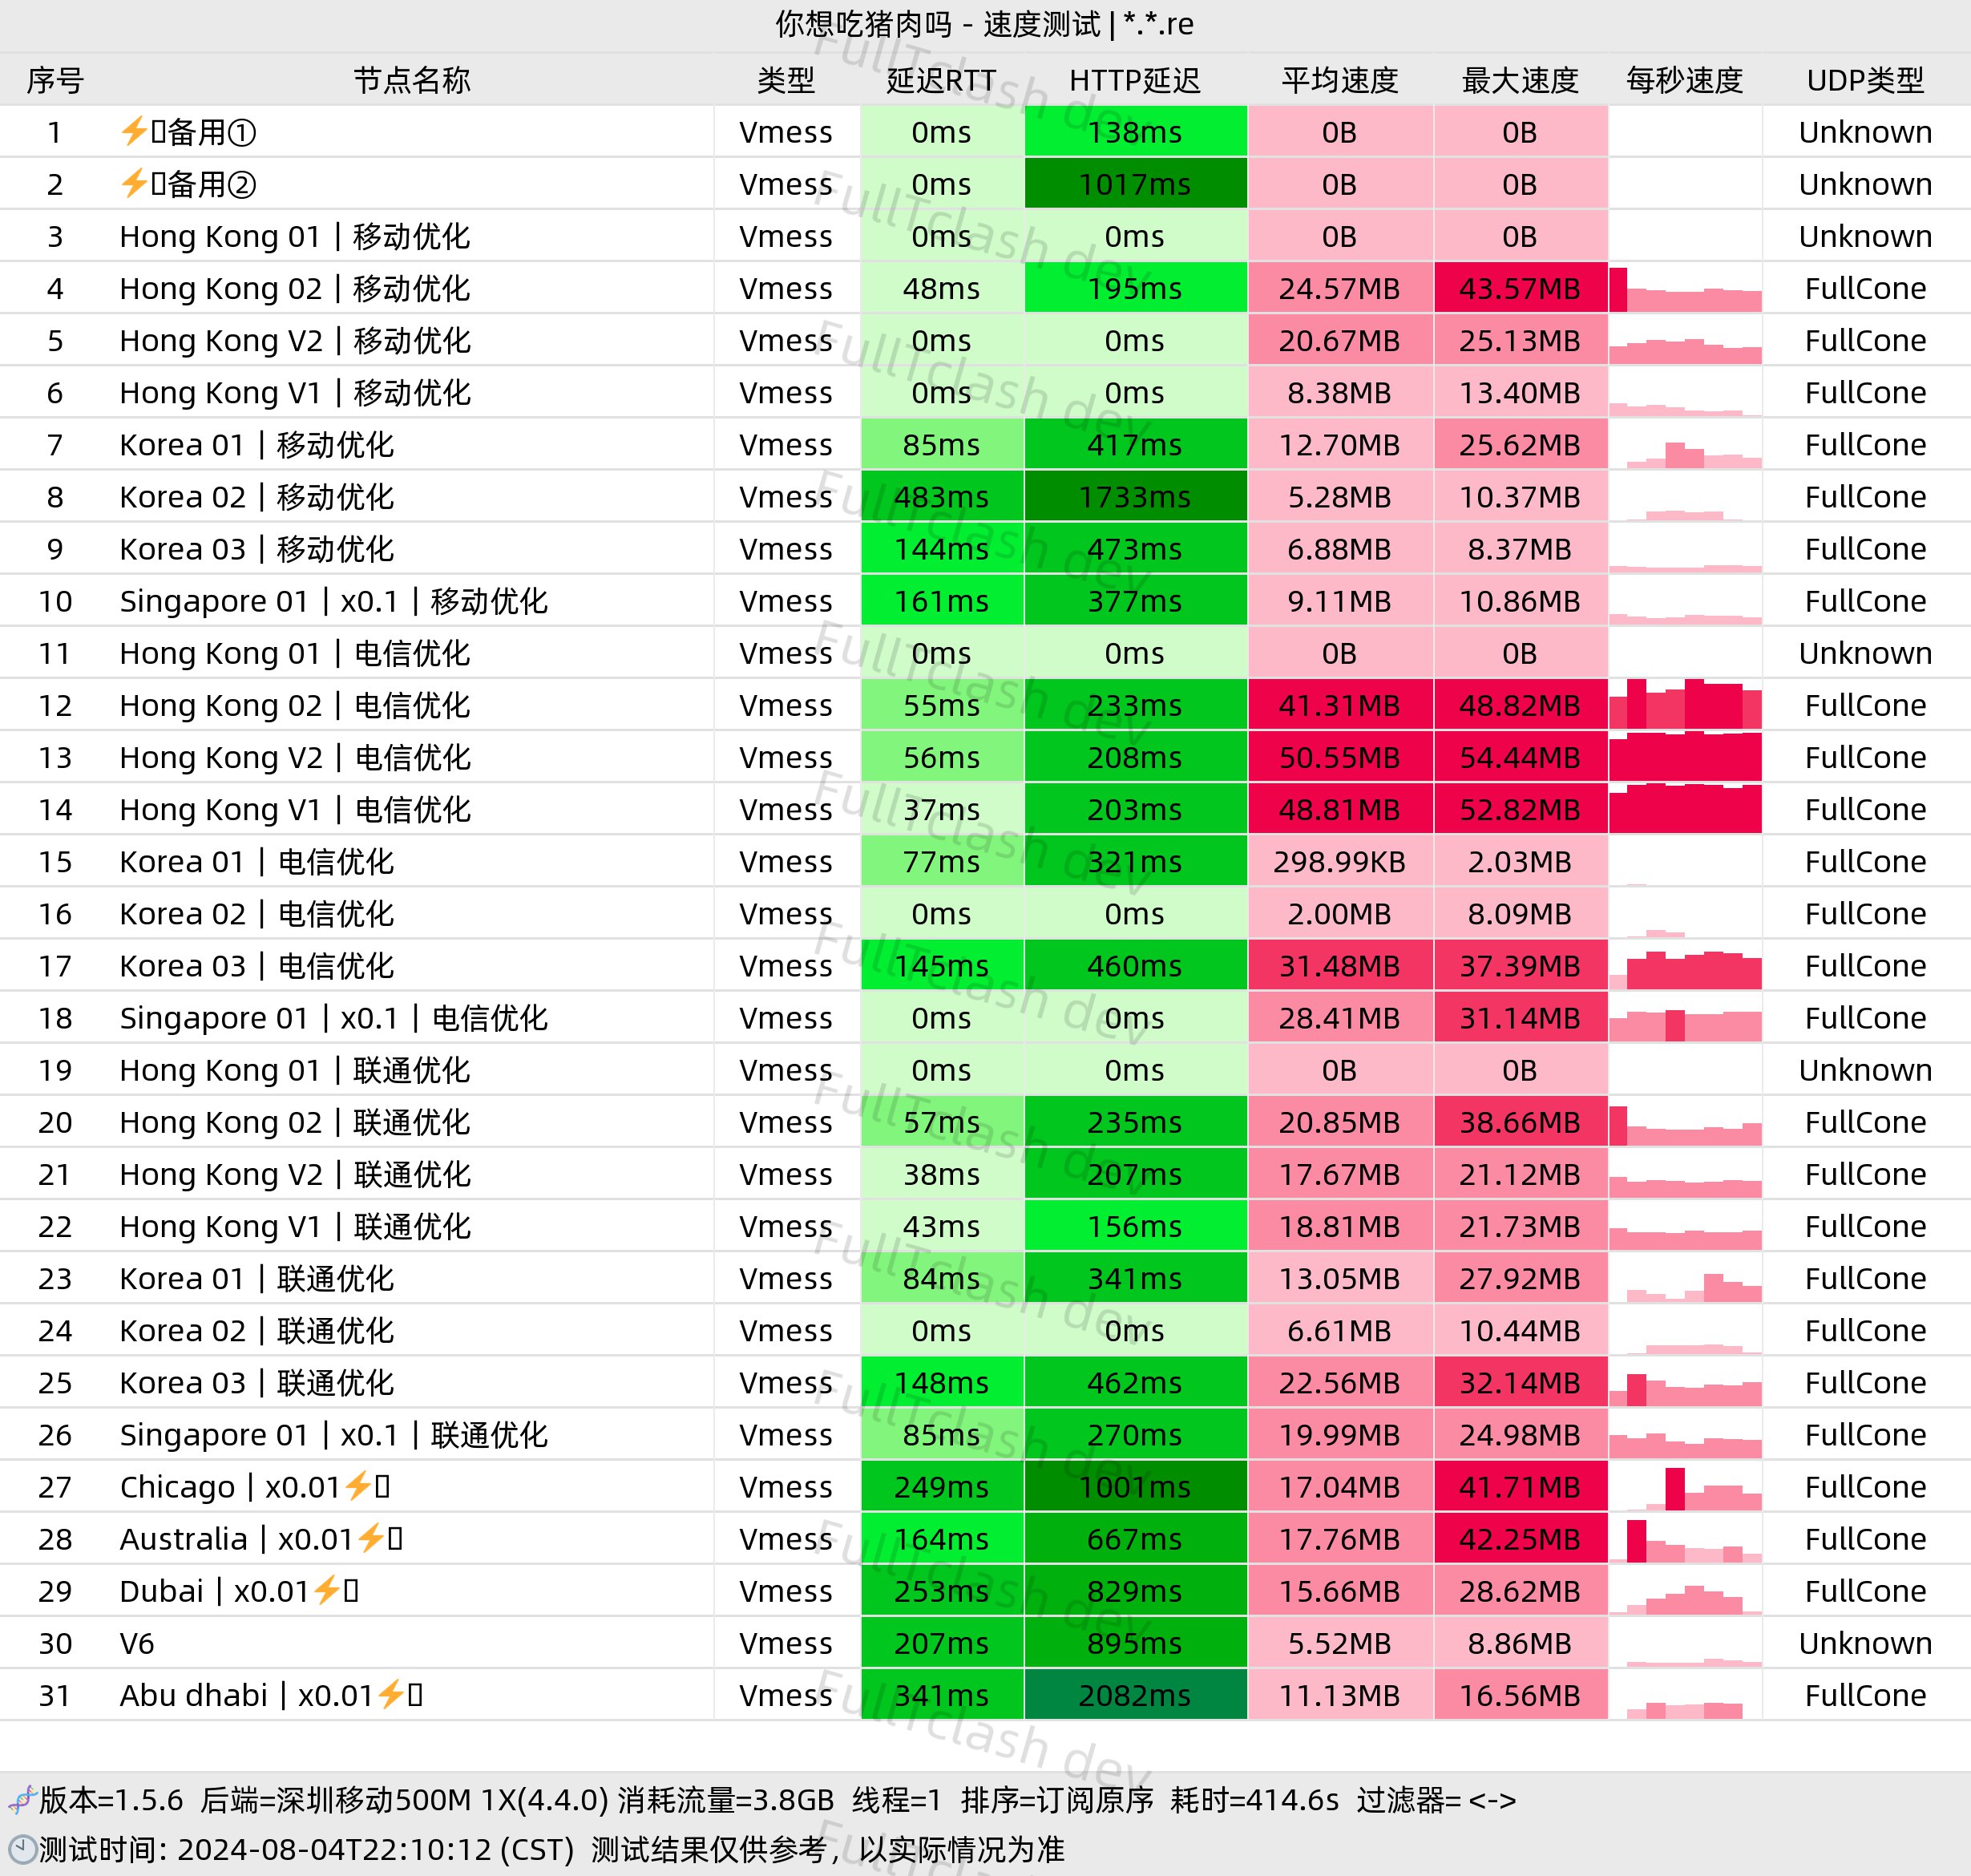 你想吃猪肉吗 - 速度测试 | *.*.re
序号 节点名称 类型 延迟RTT HTTP延迟 平均速度 最大速度 每秒速度 UDP类型
1 ⚡️备用① Vmess 0ms 138ms 0B 0B Unknown
2 ⚡️备用② Vmess 0ms 1017ms 0B 0B Unknown
3 Hong Kong 01｜移动优化 Vmess 0ms 0ms 0B 0B Unknown
4 Hong Kong 02｜移动优化 Vmess 48ms 195ms 24.57MB 43.57MB FullCone
5 Hong Kong V2｜移动优化 Vmess 0ms 0ms 20.67MB 25.13MB FullCone
6 Hong Kong V1｜移动优化 Vmess 0ms 0ms 8.38MB 13.40MB FullCone
7 Korea 01｜移动优化 Vmess 85ms 417ms 12.70MB 25.62MB FullCone
8 Korea 02｜移动优化 Vmess 483ms 1733ms 5.28MB 10.37MB FullCone
9 Korea 03｜移动优化 Vmess 144ms 473ms 6.88MB 8.37MB FullCone
10 Singapore 01｜x0.1｜移动优化 Vmess 161ms 377ms 9.11MB 10.86MB FullCone
11 Hong Kong 01｜电信优化 Vmess 0ms 0ms 0B 0B Unknown
12 Hong Kong 02｜电信优化 Vmess 55ms 233ms 41.31MB 48.82MB FullCone
13 Hong Kong V2｜电信优化 Vmess 56ms 208ms 50.55MB 54.44MB FullCone
14 Hong Kong V1｜电信优化 Vmess 37ms 203ms 48.81MB 52.82MB FullCone
15 Korea 01｜电信优化 Vmess 77ms 321ms 298.99KB 2.03MB FullCone
16 Korea 02｜电信优化 Vmess 0ms 0ms 2.00MB 8.09MB FullCone
17 Korea 03｜电信优化 Vmess 145ms 460ms 31.48MB 37.39MB FullCone
18 Singapore 01｜x0.1｜电信优化 Vmess 0ms 0ms 28.41MB 31.14MB FullCone
19 Hong Kong 01｜联通优化 Vmess 0ms 0ms 0B 0B Unknown
20 Hong Kong 02｜联通优化 Vmess 57ms 235ms 20.85MB 38.66MB FullCone
21 Hong Kong V2｜联通优化 Vmess 38ms 207ms 17.67MB 21.12MB FullCone
22 Hong Kong V1｜联通优化 Vmess 43ms 156ms 18.81MB 21.73MB FullCone
23 Korea 01｜联通优化 Vmess 84ms 341ms 13.05MB 27.92MB FullCone
24 Korea 02｜联通优化 Vmess 0ms 0ms 6.61MB 10.44MB FullCone
25 Korea 03｜联通优化 Vmess 148ms 462ms 22.56MB 32.14MB FullCone
26 Singapore 01｜x0.1｜联通优化 Vmess 85ms 270ms 19.99MB 24.98MB FullCone
27 Chicago｜x0.01⚡️ Vmess 249ms 1001ms 17.04MB 41.71MB FullCone
28 Australia｜x0.01⚡️ Vmess 164ms 667ms 17.76MB 42.25MB FullCone
29 Dubai｜x0.01⚡️ Vmess 253ms 829ms 15.66MB 28.62MB FullCone
30 V6 Vmess 207ms 895ms 5.52MB 8.86MB Unknown
31 Abu dhabi｜x0.01⚡️ Vmess 341ms 2082ms 11.13MB 16.56MB FullCone
🧬版本=1.5.6 后端=深圳移动500M 1X(4.4.0) 消耗流量=3.8GB 线程=1 排序=订阅原序 耗时=414.6s 过滤器= <->
🕙测试时间: 2024-08-04T22:10:12 (CST) 测试结果仅供参考，以实际情况为准
FullTclash dev
FullTclash dev
FullTclash dev
FullTclash dev
FullTclash dev
FullTclash dev
FullTclash dev
FullTclash dev
FullTclash dev
FullTclash dev
FullTclash dev
FullTclash dev